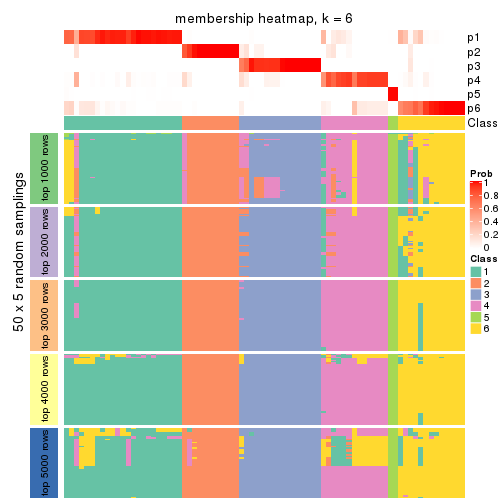 membership heatmap, k = 6
p1
p2
p3
p4
p5
p6
Class
50 x 5 random samplings
top 1000 rows
top 2000 rows
top 3000 rows
top 4000 rows
top 5000 rows
Prob
1
0.8
0.6
0.4
0.2
0
Class
1
2
3
4
5
6